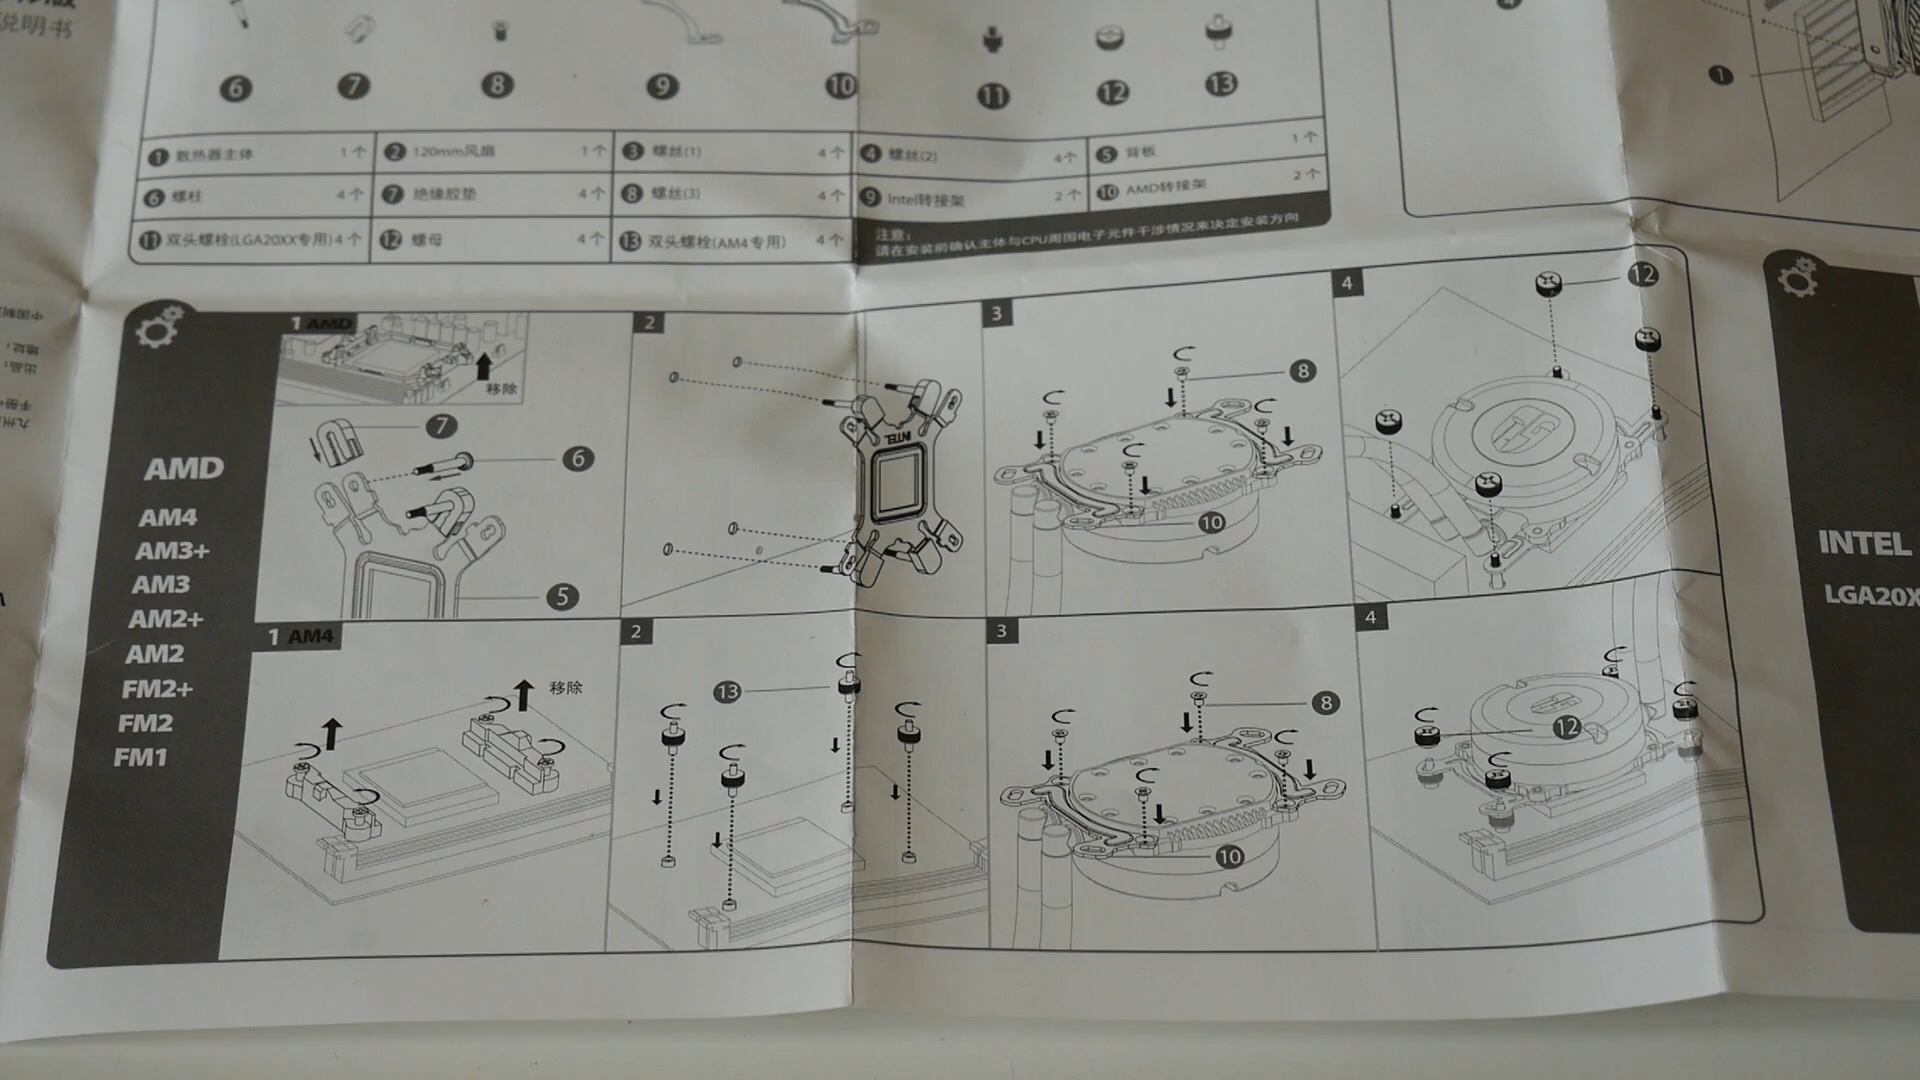 说明书
6 7 8 9 10 11 12 13
1 散热器主体 1个
2 120mm风扇 1个
3 螺丝(1) 4个
4 螺丝(2) 4个
5 背板 1个
6 螺柱 4个
7 绝缘胶垫 4个
8 螺丝(3) 4个
9 Intel转接架 2个
10 AMD转接架 2个
11 双头螺栓(LGA20XX专用) 4个
12 螺母 4个
13 双头螺栓(AM4专用) 4个
注意:
请在安装前确认主体与CPU周围电子元件干涉情况来决定安装方向
4
1
AMD
AM4
AM3+
AM3
AM2+
AM2
FM2+
FM2
FM1
1 AMD
移除
7
6
5
2
INTEL
3
8
10
4
12
1 AM4
移除
2
13
3
8
10
4
12
INTEL
LGA20X